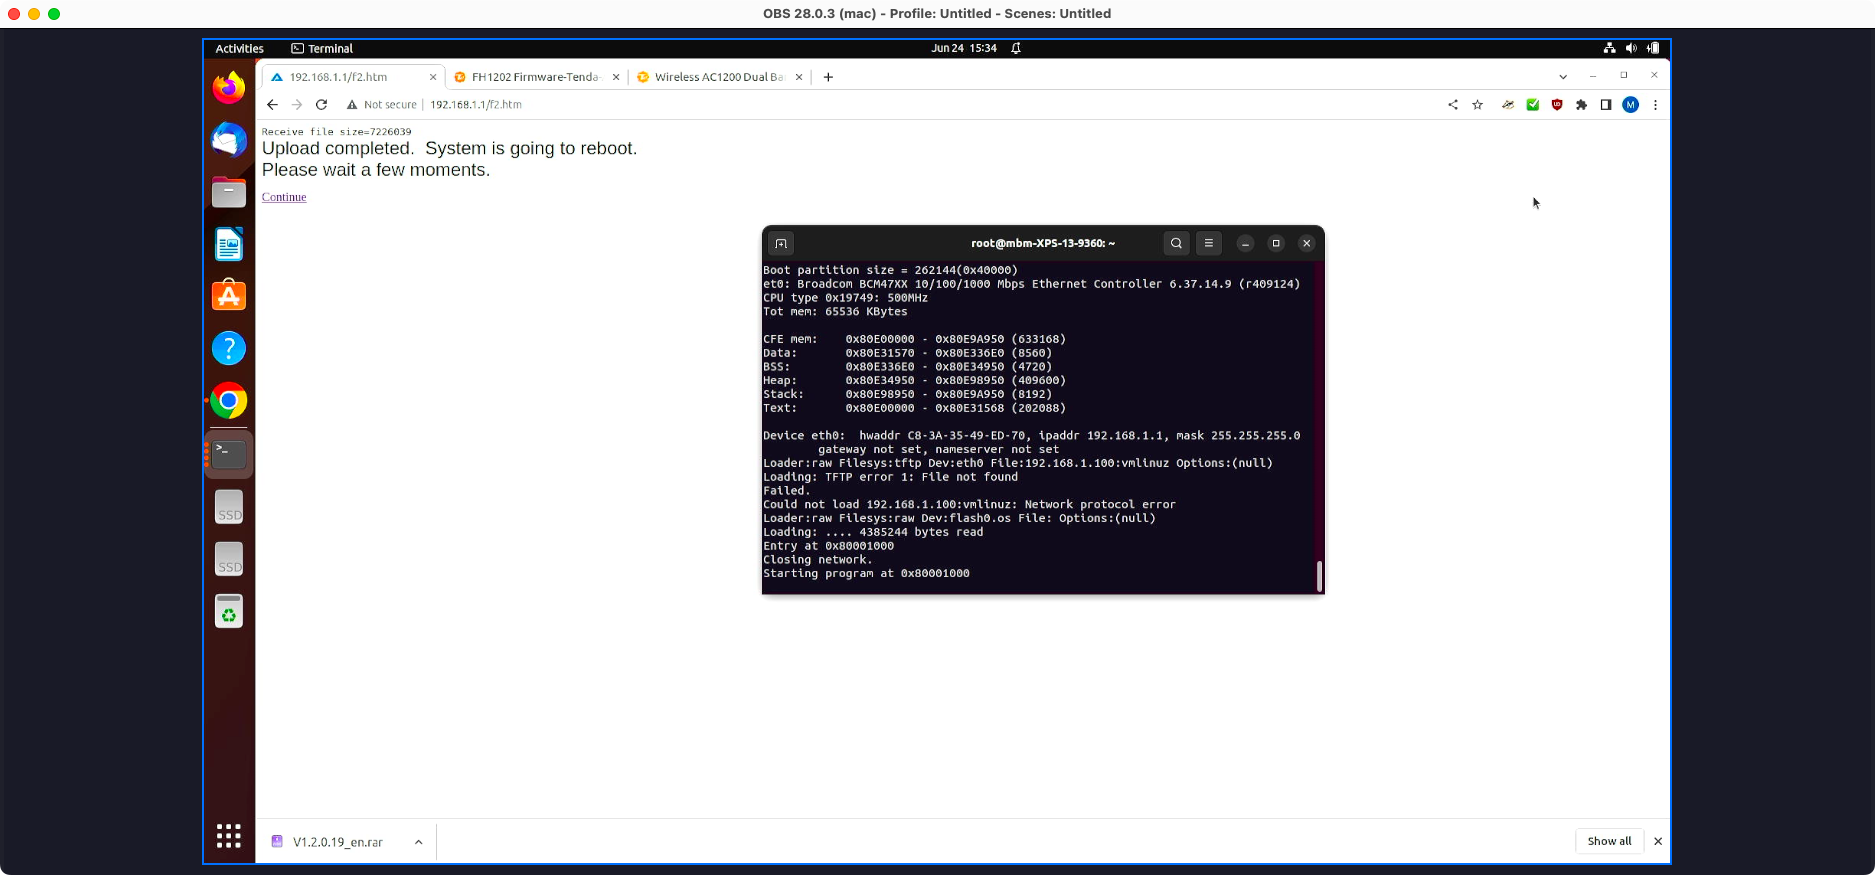 OBS 28.0.3 (mac) - Profile: Untitled - Scenes: Untitled
Activities
Terminal
Jun 24 15:34
192.168.1.1/f2.htm
FH1202 Firmware-Tenda-
Wireless AC1200 Dual Ba
Not secure
192.168.1.1/f2.htm
M
Receive file size=7226039
Upload completed. System is going to reboot.
Please wait a few moments.
Continue
root@mbm-XPS-13-9360: ~
Boot partition size = 262144(0x40000)
et0: Broadcom BCM47XX 10/100/1000 Mbps Ethernet Controller 6.37.14.9 (r409124)
CPU type 0x19749: 500MHz
Tot mem: 65536 KBytes
CFE mem: 0x80E00000 - 0x80E9A950 (633168)
Data: 0x80E31570 - 0x80E336E0 (8560)
BSS: 0x80E336E0 - 0x80E34950 (4720)
Heap: 0x80E34950 - 0x80E98950 (409600)
Stack: 0x80E98950 - 0x80E9A950 (8192)
Text: 0x80E00000 - 0x80E31568 (202088)
Device eth0: hwaddr C8-3A-35-49-ED-70, ipaddr 192.168.1.1, mask 255.255.255.0
gateway not set, nameserver not set
Loader:raw Filesys:tftp Dev:eth0 File:192.168.1.100:vmlinuz Options:(null)
Loading: TFTP error 1: File not found
Failed.
Could not load 192.168.1.100:vmlinuz: Network protocol error
Loader:raw Filesys:raw Dev:flash0.os File: Options:(null)
Loading: .... 4385244 bytes read
Entry at 0x80001000
Closing network.
Starting program at 0x80001000
SSD
SSD
V1.2.0.19_en.rar
Show all